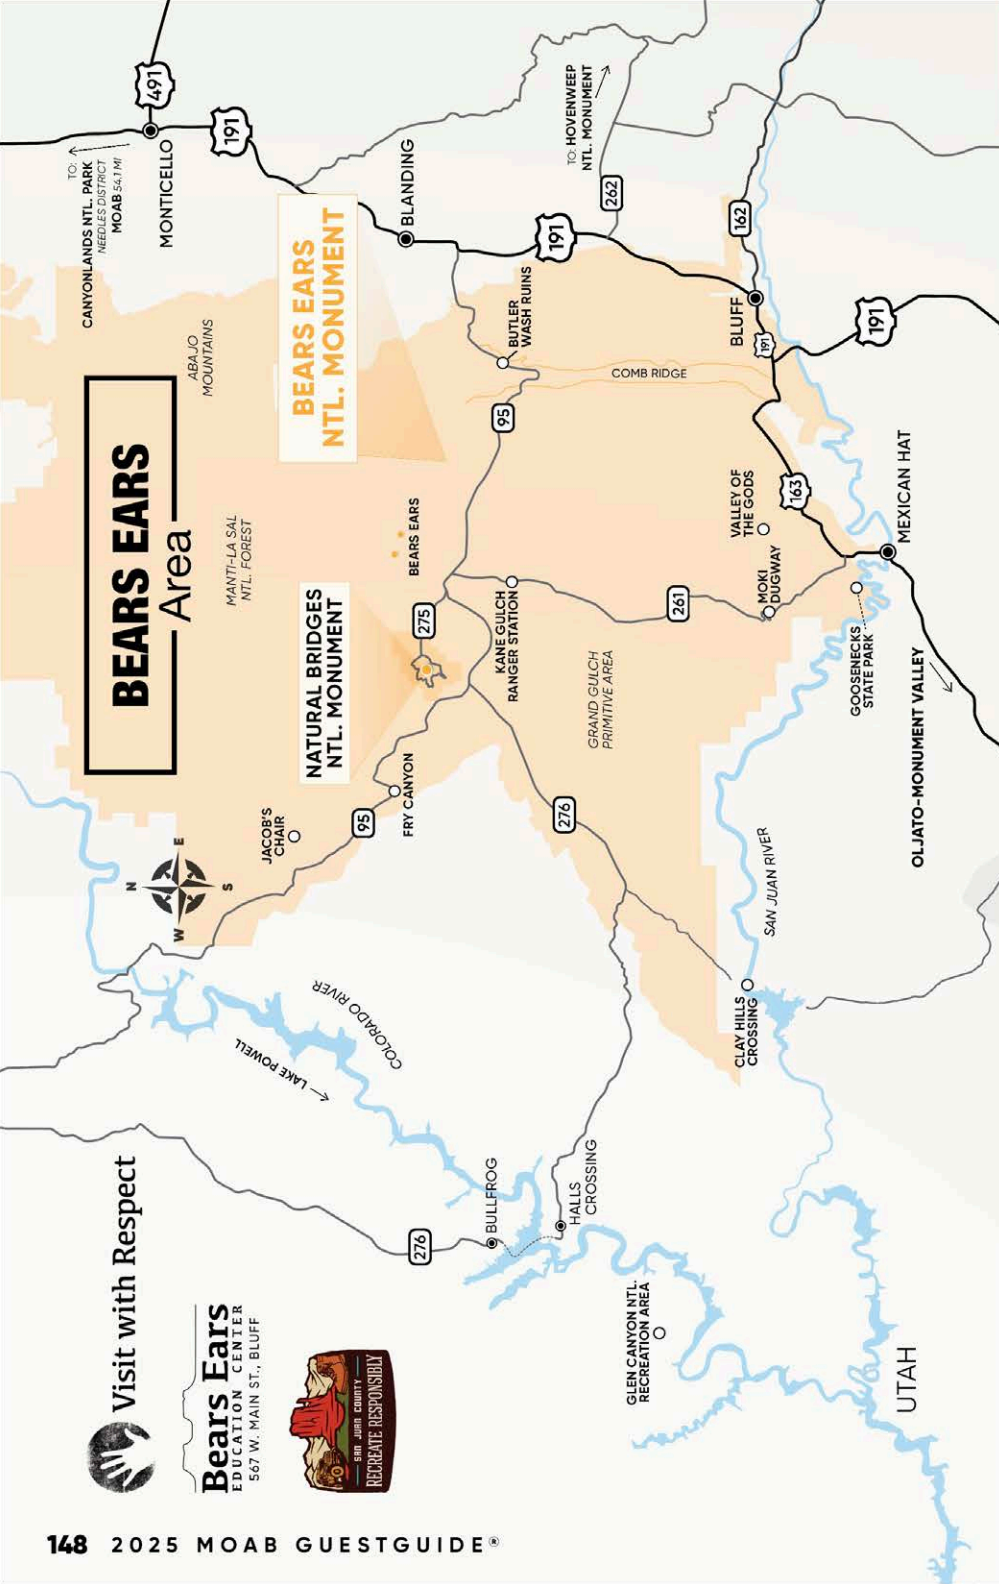 BEARS EARS
Area
Visit with Respect
Bears Ears
EDUCATION CENTER
567 W. MAIN ST., BLUFF
SAN JUAN COUNTY
RECREATE RESPONSIBLY
N
W
E
S
TO:
CANYONLANDS NTL. PARK
NEEDLES DISTRICT
MOAB 54.1 MI
491
MONTICELLO
191
ABAJO
MOUNTAINS
MANTI-LA SAL
NTL. FOREST
BEARS EARS
NTL. MONUMENT
NATURAL BRIDGES
NTL. MONUMENT
JACOB'S
CHAIR
95
FRY CANYON
275
BEARS EARS
BLANDING
COLORADO RIVER
LAKE POWELL
276
BULLFROG
HALLS
CROSSING
KANE GULCH
RANGER STATION
95
BUTLER
WASH RUINS
191
TO: HOVENWEEP
NTL. MONUMENT
262
276
GRAND GULCH
PRIMITIVE AREA
COMB RIDGE
261
GLEN CANYON NTL.
RECREATION AREA
CLAY HILLS
CROSSING
SAN JUAN RIVER
MOKI
DUGWAY
VALLEY OF
THE GODS
163
BLUFF
191
162
191
GOOSENECKS
STATE PARK
MEXICAN HAT
OLJATO-MONUMENT VALLEY
UTAH
148 2025 MOAB GUESTGUIDE®